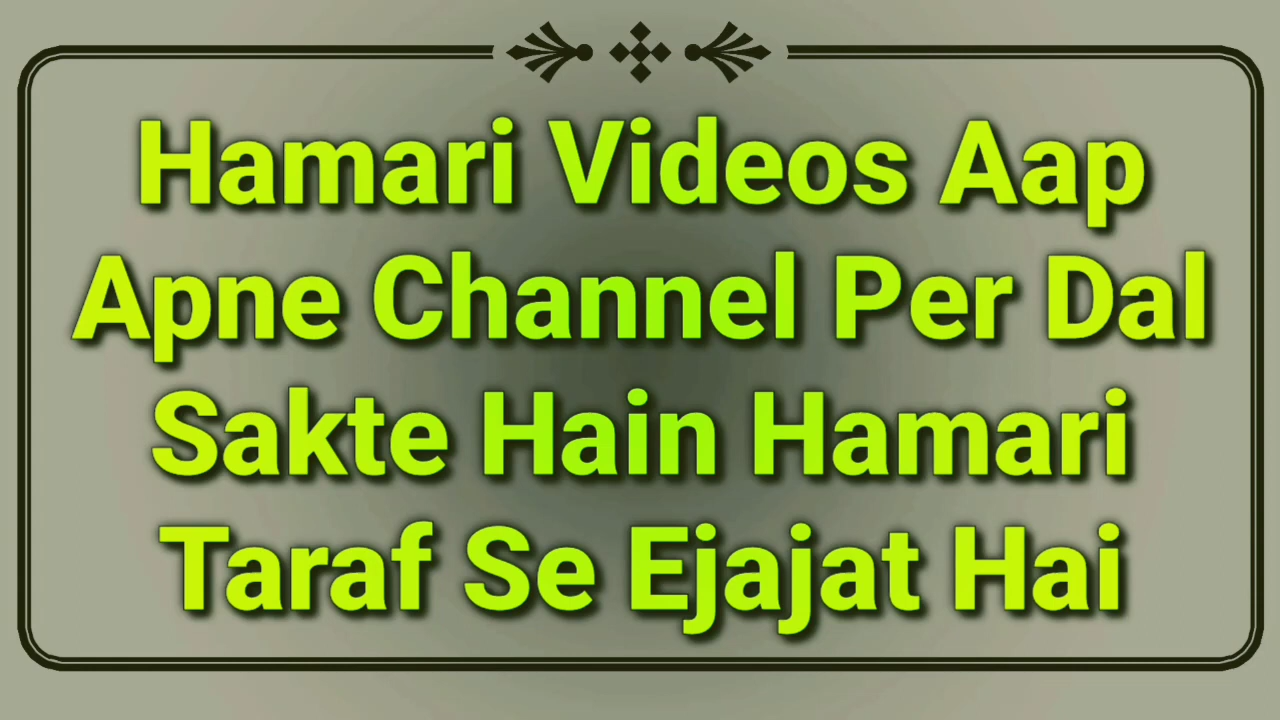 Hamari Videos Aap
Apne Channel Per Dal
Sakte Hain Hamari
Taraf Se Ejajat Hai